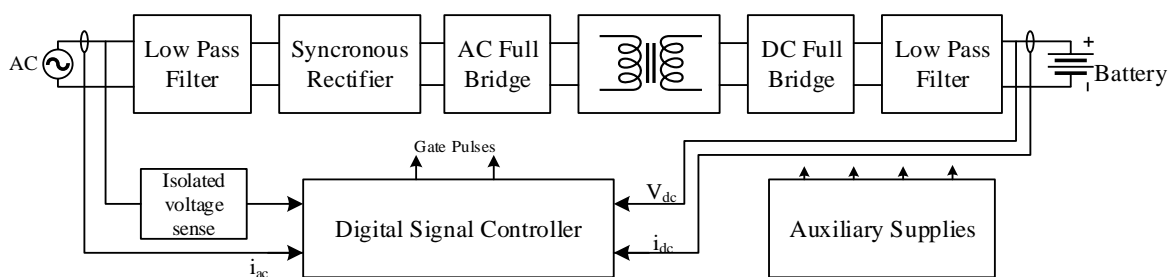 AC
Low Pass
Filter
Syncronous
Rectifier
AC Full
Bridge
DC Full
Bridge
Low Pass
Filter
+
Battery
-
Gate Pulses
Isolated
voltage
sense
Digital Signal Controller
Vdc
idc
iac
Auxiliary Supplies